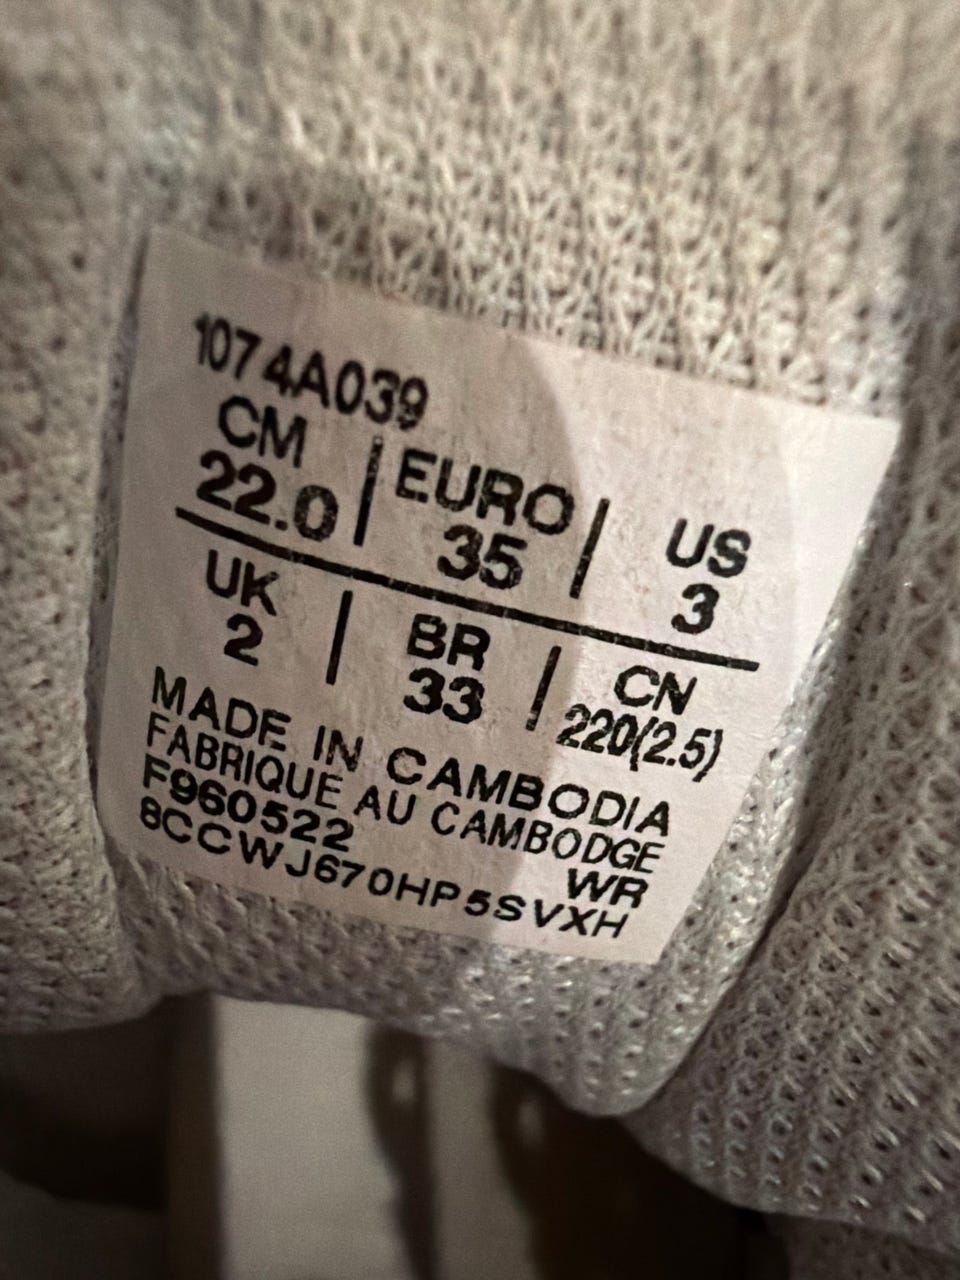 1074A039
CM | EURO | US
22.0 | 35 | 3
UK | BR | CN
2 | 33 | 220(2.5)
MADE IN CAMBODIA
FABRIQUE AU CAMBODGE
F960522 WR
8CCWJ670HP5SVXH